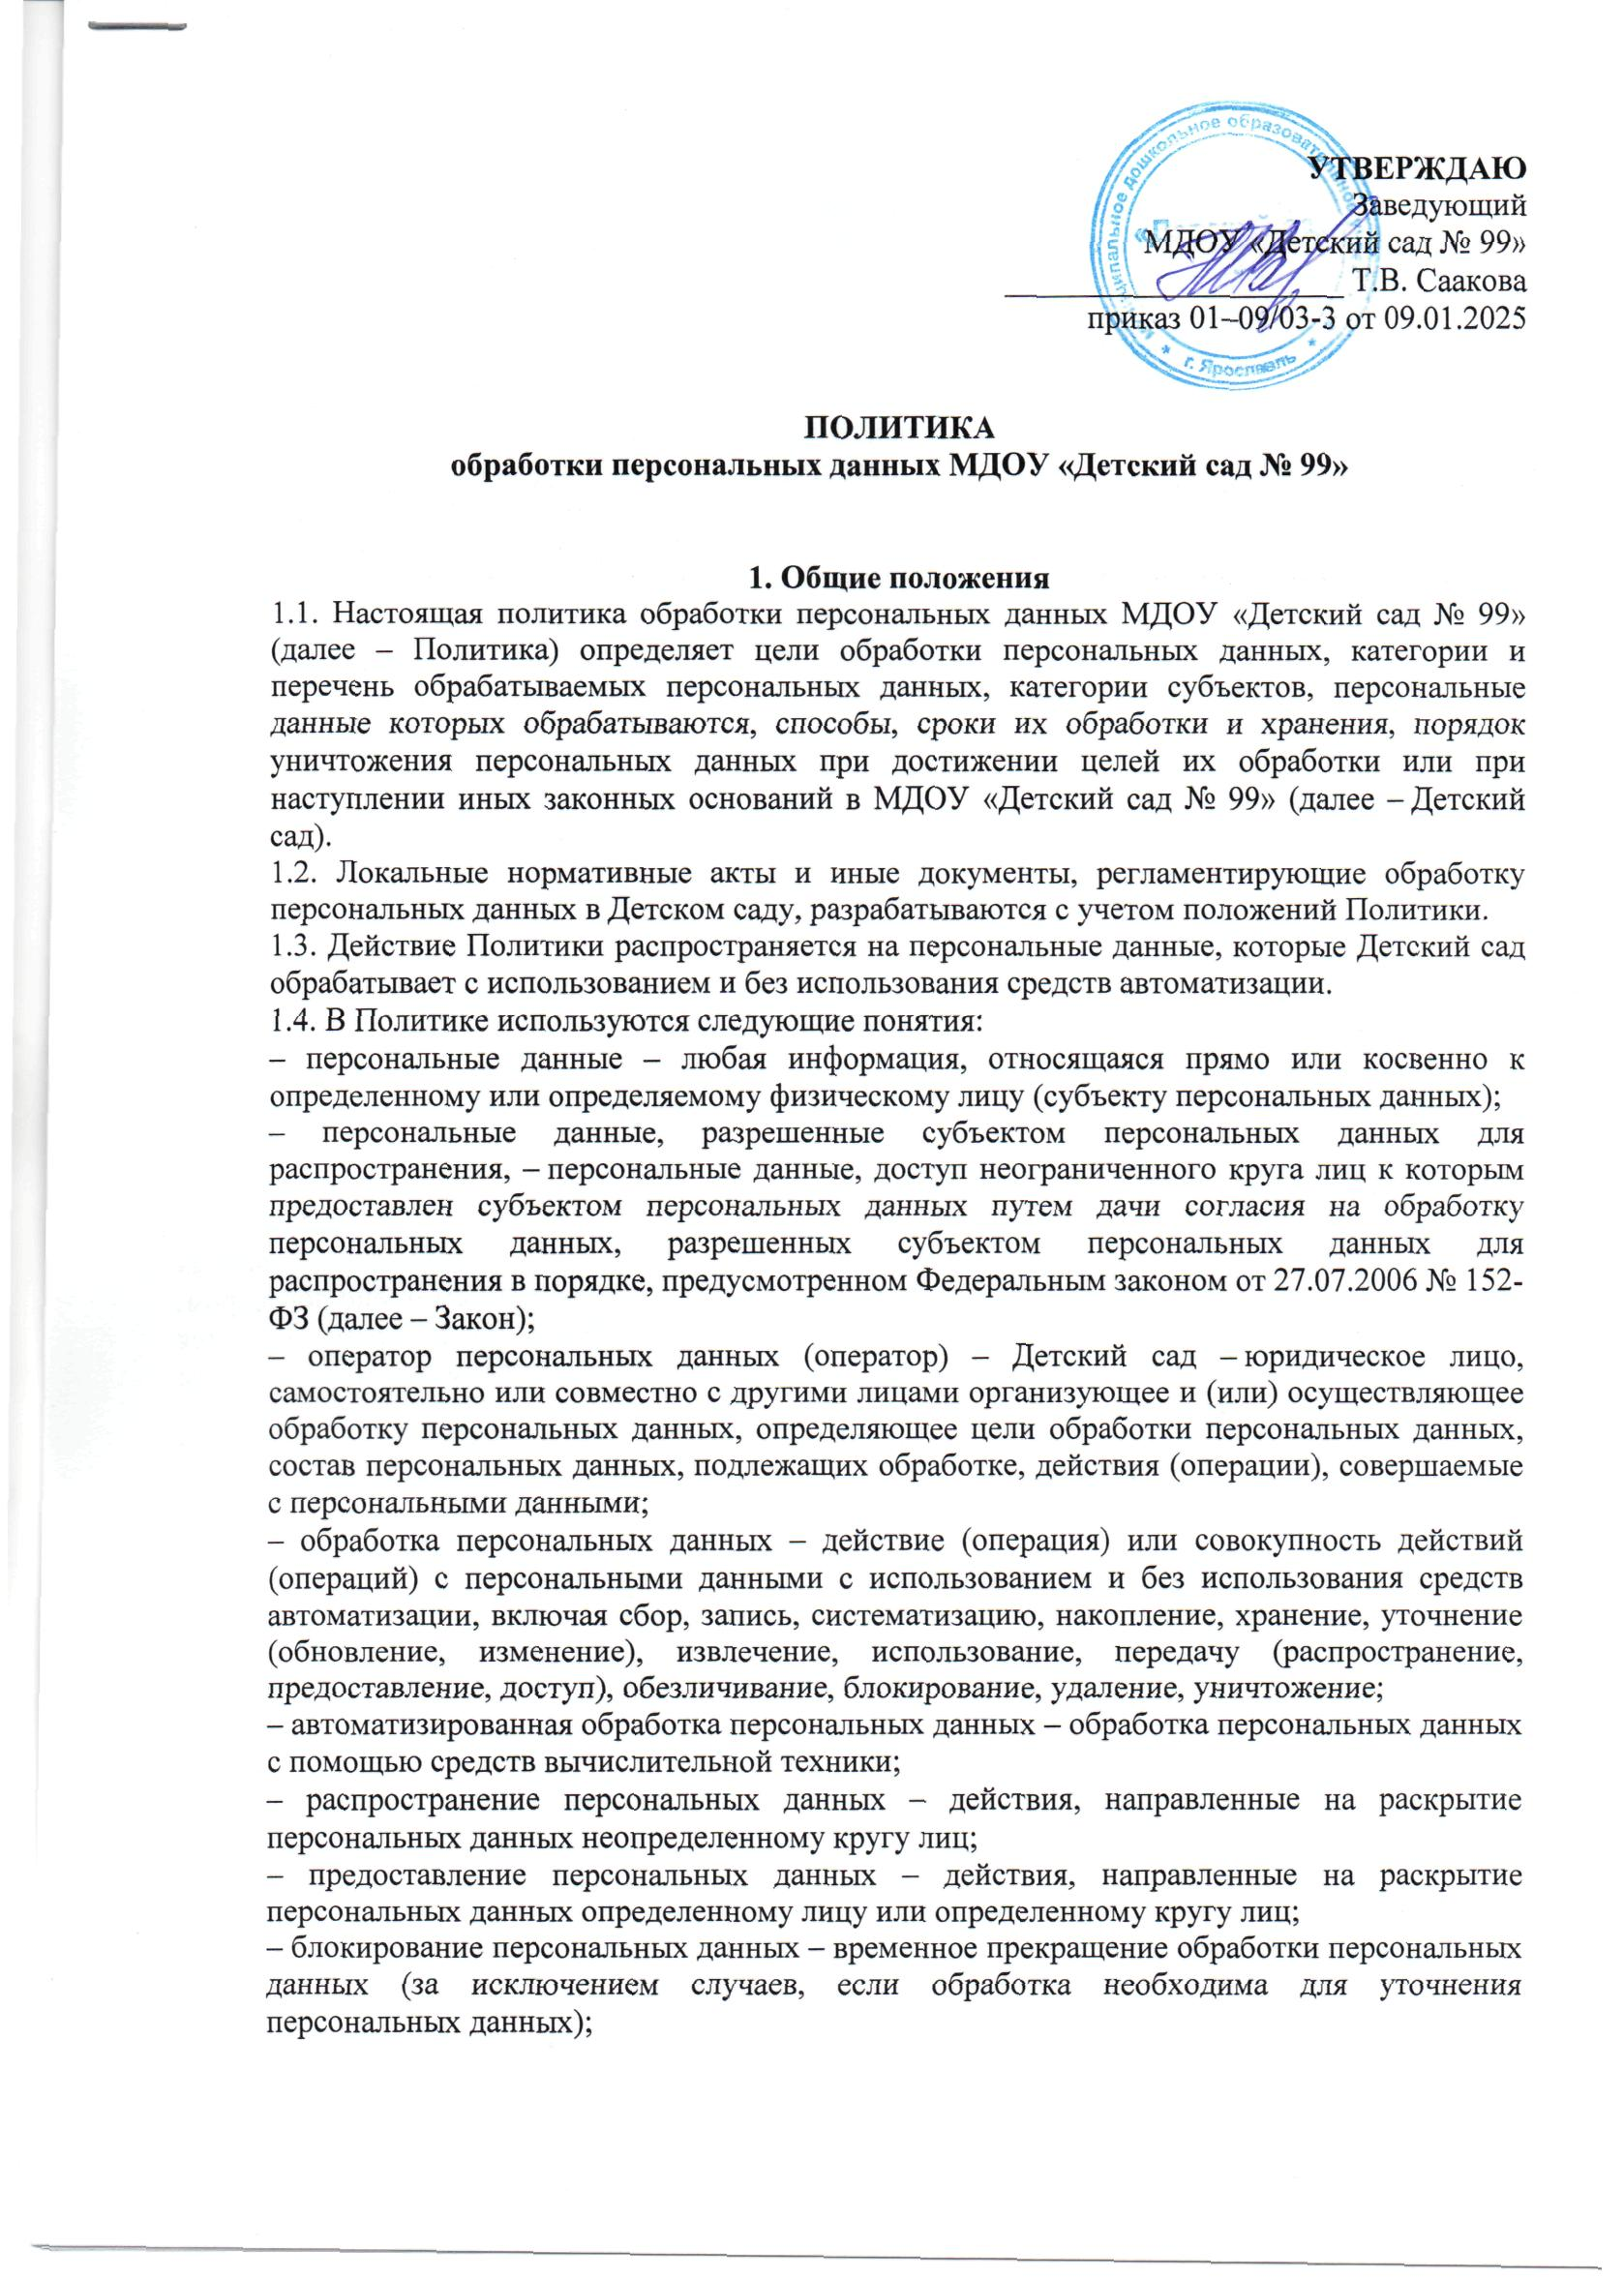 УТВЕРЖДАЮ
Заведующий
МДОУ «Детский сад № 99»
____________________ Т.В. Саакова
приказ 01–09/03-3 от 09.01.2025
дошкольное образовательное
г. Ярославль
ПОЛИТИКА
обработки персональных данных МДОУ «Детский сад № 99»
1. Общие положения
1.1. Настоящая политика обработки персональных данных МДОУ «Детский сад № 99»
(далее – Политика) определяет цели обработки персональных данных, категории и
перечень обрабатываемых персональных данных, категории субъектов, персональные
данные которых обрабатываются, способы, сроки их обработки и хранения, порядок
уничтожения персональных данных при достижении целей их обработки или при
наступлении иных законных оснований в МДОУ «Детский сад № 99» (далее – Детский
сад).
1.2. Локальные нормативные акты и иные документы, регламентирующие обработку
персональных данных в Детском саду, разрабатываются с учетом положений Политики.
1.3. Действие Политики распространяется на персональные данные, которые Детский сад
обрабатывает с использованием и без использования средств автоматизации.
1.4. В Политике используются следующие понятия:
– персональные данные – любая информация, относящаяся прямо или косвенно к
определенному или определяемому физическому лицу (субъекту персональных данных);
– персональные данные, разрешенные субъектом персональных данных для
распространения, – персональные данные, доступ неограниченного круга лиц к которым
предоставлен субъектом персональных данных путем дачи согласия на обработку
персональных данных, разрешенных субъектом персональных данных для
распространения в порядке, предусмотренном Федеральным законом от 27.07.2006 № 152-
ФЗ (далее – Закон);
– оператор персональных данных (оператор) – Детский сад – юридическое лицо,
самостоятельно или совместно с другими лицами организующее и (или) осуществляющее
обработку персональных данных, определяющее цели обработки персональных данных,
состав персональных данных, подлежащих обработке, действия (операции), совершаемые
с персональными данными;
– обработка персональных данных – действие (операция) или совокупность действий
(операций) с персональными данными с использованием и без использования средств
автоматизации, включая сбор, запись, систематизацию, накопление, хранение, уточнение
(обновление, изменение), извлечение, использование, передачу (распространение,
предоставление, доступ), обезличивание, блокирование, удаление, уничтожение;
– автоматизированная обработка персональных данных – обработка персональных данных
с помощью средств вычислительной техники;
– распространение персональных данных – действия, направленные на раскрытие
персональных данных неопределенному кругу лиц;
– предоставление персональных данных – действия, направленные на раскрытие
персональных данных определенному лицу или определенному кругу лиц;
– блокирование персональных данных – временное прекращение обработки персональных
данных (за исключением случаев, если обработка необходима для уточнения
персональных данных);